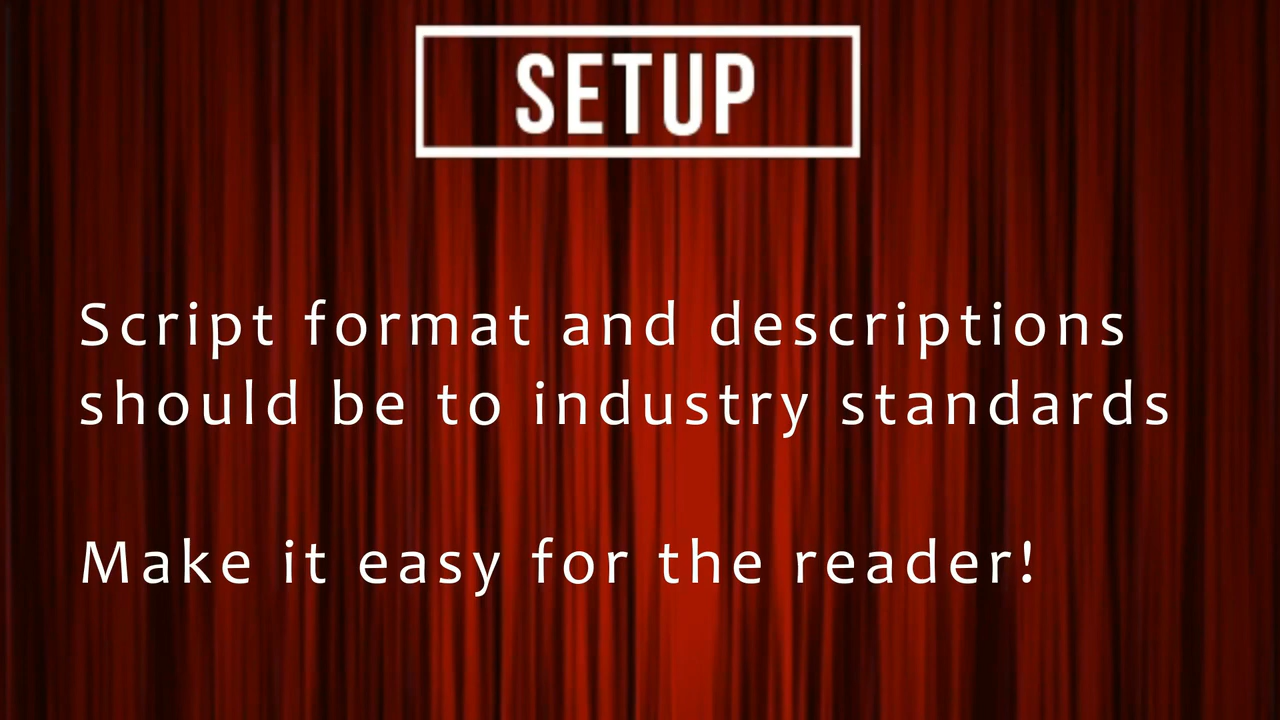 SETUP
Script format and descriptions
should be to industry standards
Make it easy for the reader!